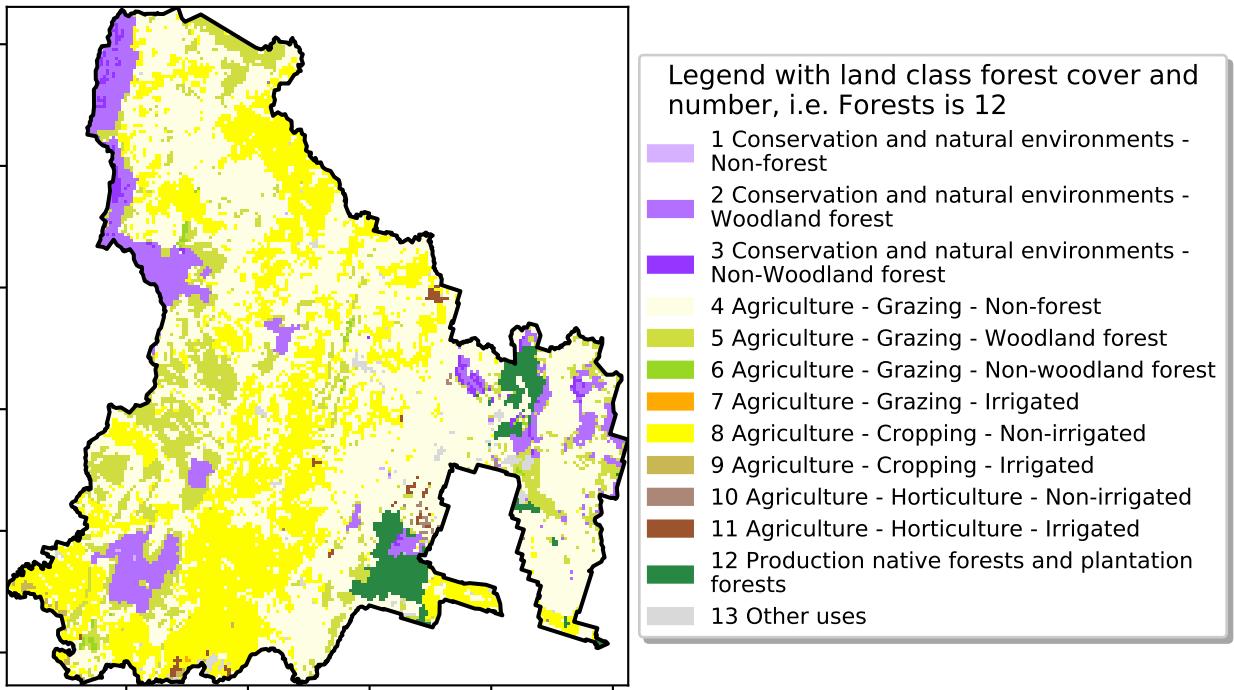 Legend with land class forest cover and
number, i.e. Forests is 12
1 Conservation and natural environments -
Non-forest
2 Conservation and natural environments -
Woodland forest
3 Conservation and natural environments -
Non-Woodland forest
4 Agriculture - Grazing - Non-forest
5 Agriculture - Grazing - Woodland forest
6 Agriculture - Grazing - Non-woodland forest
7 Agriculture - Grazing - Irrigated
8 Agriculture - Cropping - Non-irrigated
9 Agriculture - Cropping - Irrigated
10 Agriculture - Horticulture - Non-irrigated
11 Agriculture - Horticulture - Irrigated
12 Production native forests and plantation
forests
13 Other uses